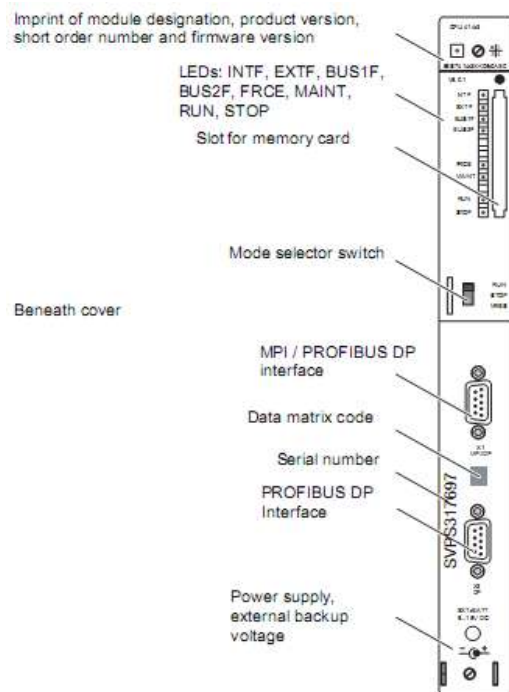 Imprint of module designation, product version,
short order number and firmware version
LEDs: INTF, EXTF, BUS1F,
BUS2F, FRCE, MAINT,
RUN, STOP
Slot for memory card
INTF
EXTF
BUS1F
BUS2F
FRCE
MAINT
RUN
STOP
Mode selector switch
RUN
STOP
Beneath cover
MPI / PROFIBUS DP
interface
Data matrix code
X1
Serial number
SVPS317697
PROFIBUS DP
Interface
Power supply,
external backup
voltage